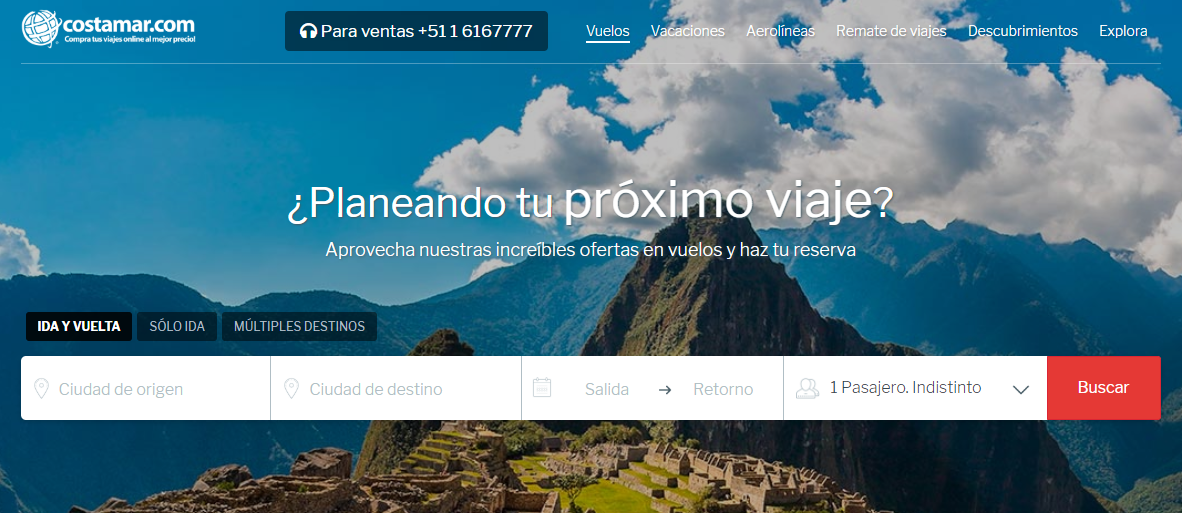 costamar.com
Compra tus viajes online al mejor precio!
Para ventas +51 1 6167777
Vuelos
Vacaciones
Aerolíneas
Remate de viajes
Descubrimientos
Explora
¿Planeando tu próximo viaje?
Aprovecha nuestras increíbles ofertas en vuelos y haz tu reserva
IDA Y VUELTA
SÓLO IDA
MÚLTIPLES DESTINOS
Ciudad de origen
Ciudad de destino
Salida → Retorno
1 Pasajero. Indistinto
Buscar